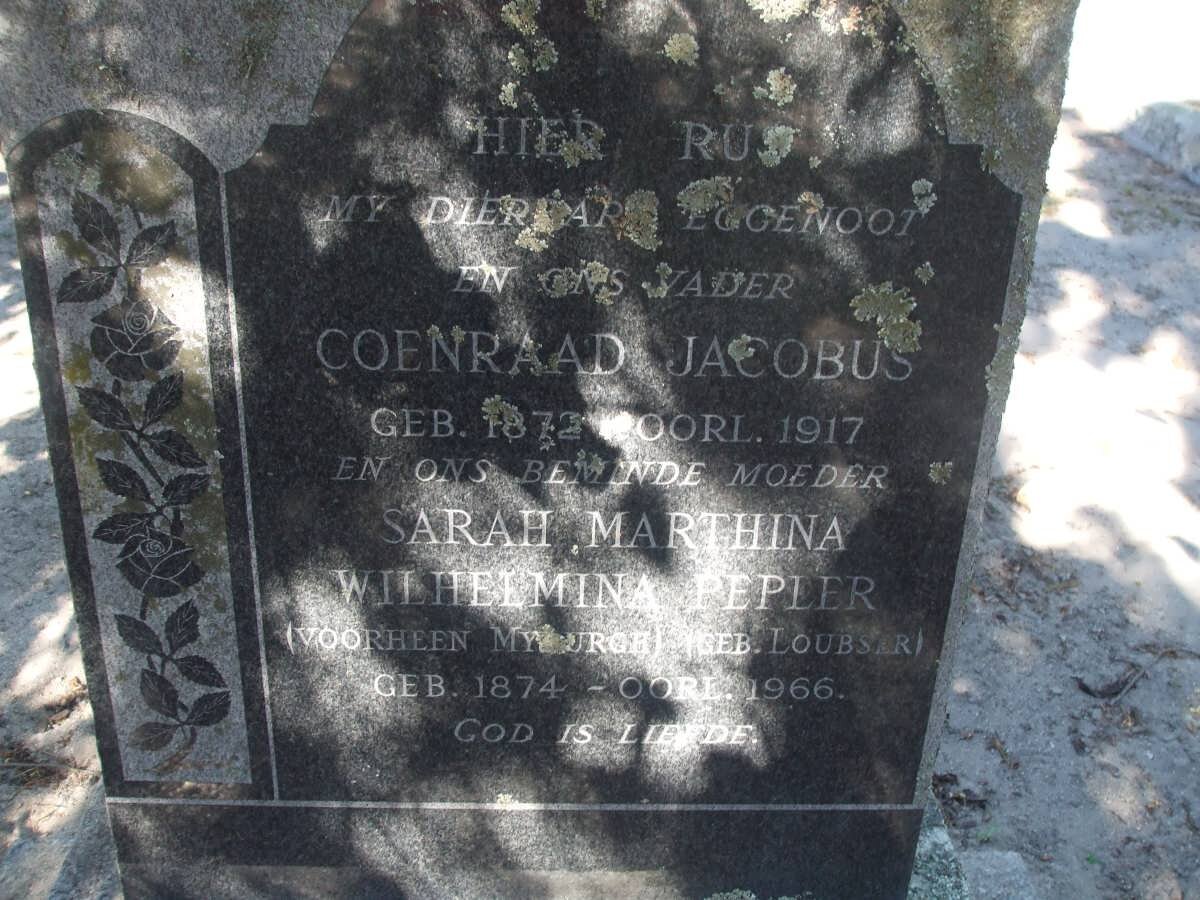 HIER RUS
MY DIERBARE EGGENOOT
EN ONS VADER
COENRAAD JACOBUS
GEB. 1872 – OORL. 1917
EN ONS BEMINDE MOEDER
SARAH MARTHINA
WILHELMINA PEPLER
(VOORHEEN MYBURGH) (GEB. LOUBSER)
GEB. 1874 – OORL. 1966.
GOD IS LIEFDE.